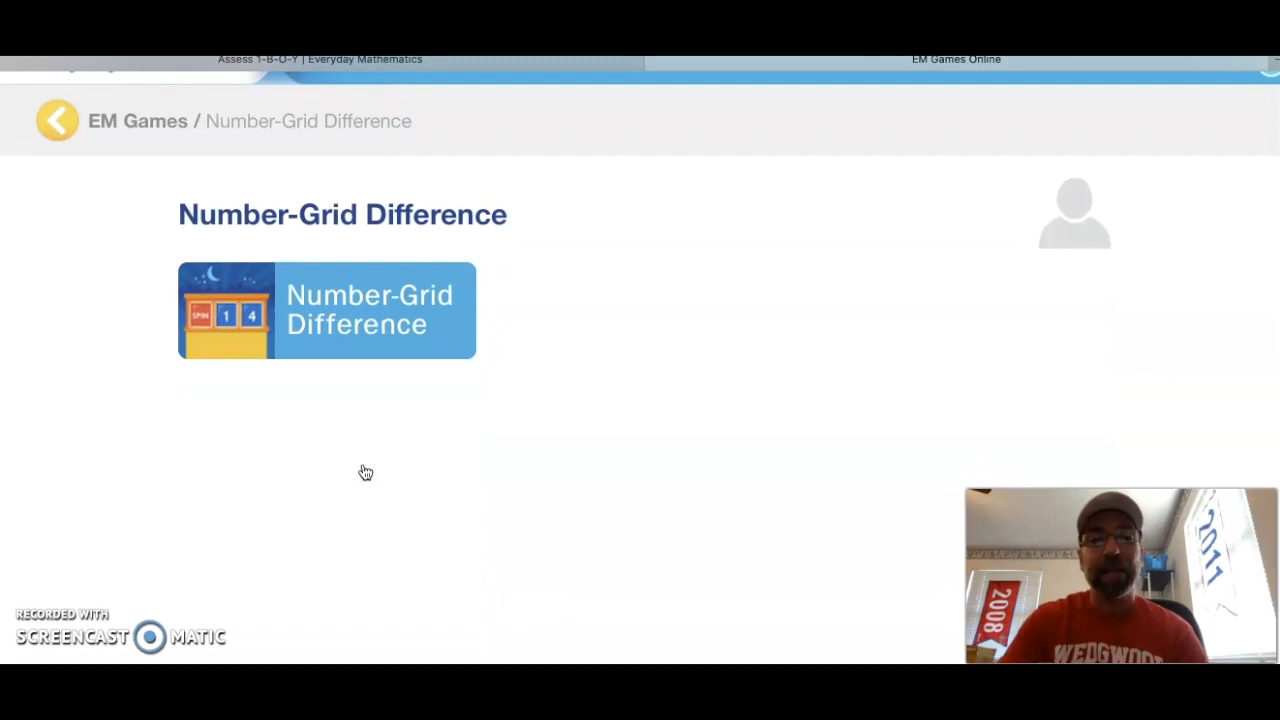 Assess 1-B-O-Y | Everyday Mathematics
EM Games Online
EM Games / Number-Grid Difference
Number-Grid Difference
SPIN 1 4
Number-Grid
Difference
2011
2008
WEDGWOOD
RECORDED WITH
SCREENCAST MATIC